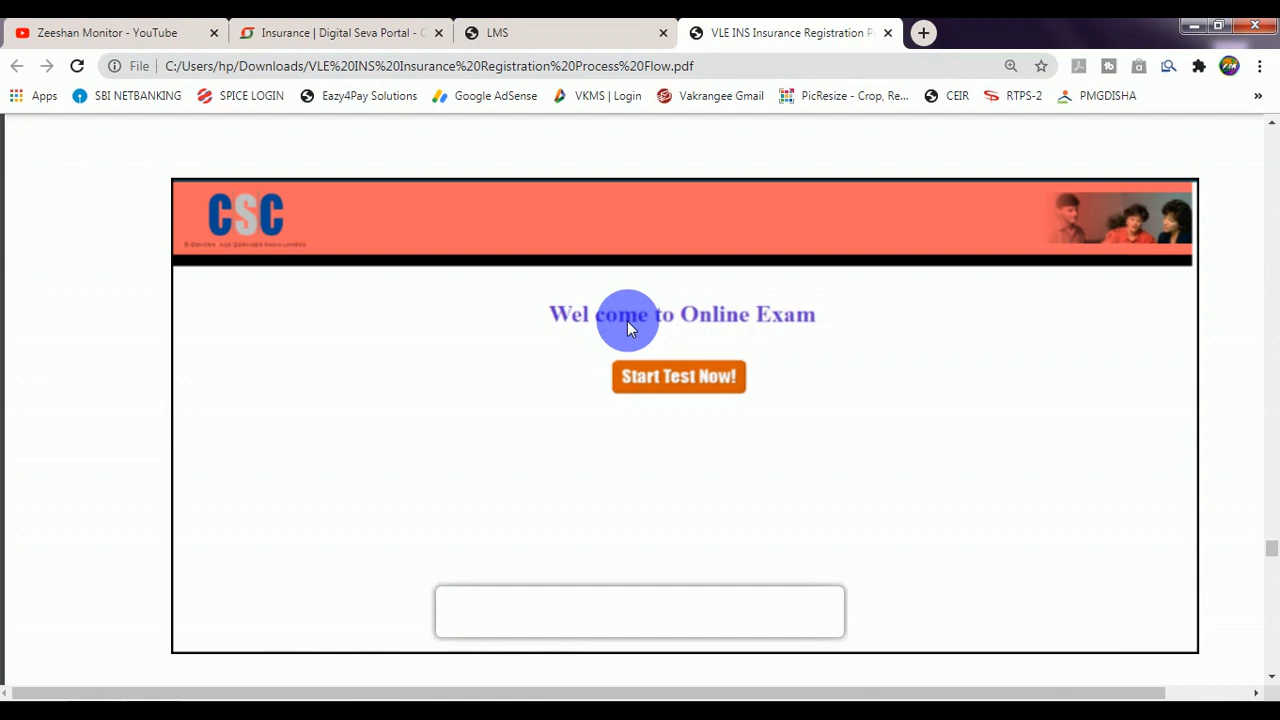 Zeeshan Monitor - YouTube
Insurance | Digital Seva Portal - C
CMS
VLE INS Insurance Registration P
File
C:/Users/hp/Downloads/VLE%20INS%20Insurance%20Registration%20Process%20Flow.pdf
Apps
SBI NETBANKING
SPICE LOGIN
Eazy4Pay Solutions
Google AdSense
VKMS | Login
Vakrangee Gmail
PicResize - Crop, Re...
CEIR
RTPS-2
PMGDISHA
»
CSC
Wel come to Online Exam
Start Test Now!